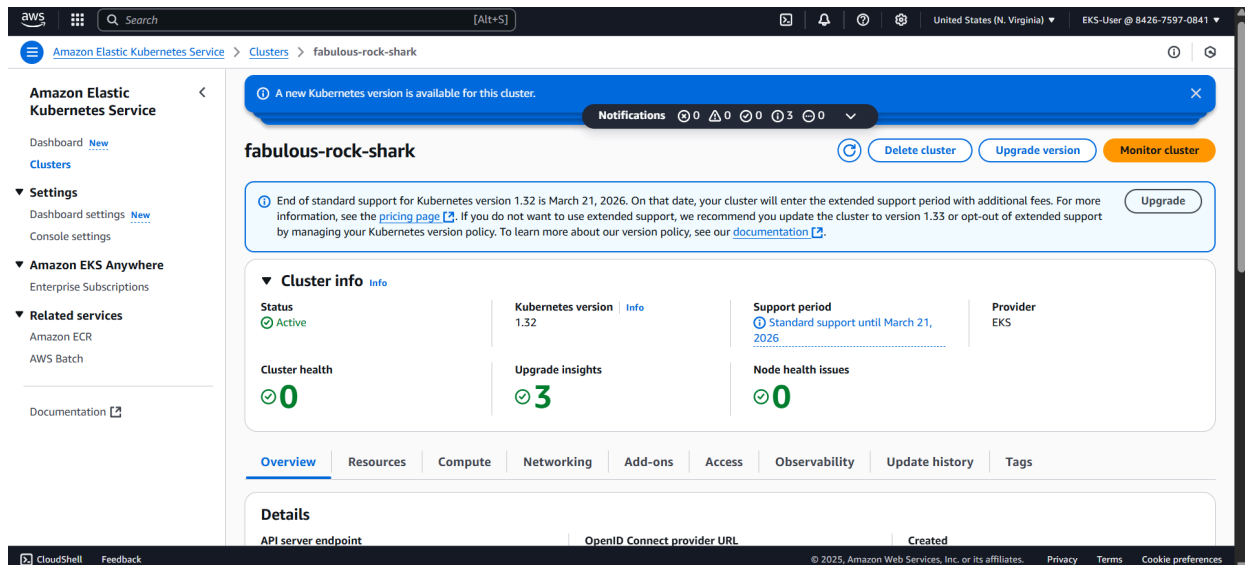 aws
Search [Alt+S]
United States (N. Virginia) ▼ EKS-User @ 8426-7597-0841 ▼
Amazon Elastic Kubernetes Service > Clusters > fabulous-rock-shark
Amazon Elastic
Kubernetes Service
Dashboard New
Clusters
Settings
Dashboard settings New
Console settings
Amazon EKS Anywhere
Enterprise Subscriptions
Related services
Amazon ECR
AWS Batch
Documentation
A new Kubernetes version is available for this cluster.
Notifications 0 0 0 3 0
fabulous-rock-shark
Delete cluster Upgrade version Monitor cluster
End of standard support for Kubernetes version 1.32 is March 21, 2026. On that date, your cluster will enter the extended support period with additional fees. For more
information, see the pricing page. If you do not want to use extended support, we recommend you update the cluster to version 1.33 or opt-out of extended support
by managing your Kubernetes version policy. To learn more about our version policy, see our documentation.
Upgrade
Cluster info Info
Status
Active
Kubernetes version Info
1.32
Support period
Standard support until March 21,
2026
Provider
EKS
Cluster health
0
Upgrade insights
3
Node health issues
0
Overview Resources Compute Networking Add-ons Access Observability Update history Tags
Details
API server endpoint OpenID Connect provider URL Created
CloudShell Feedback © 2025, Amazon Web Services, Inc. or its affiliates. Privacy Terms Cookie preferences